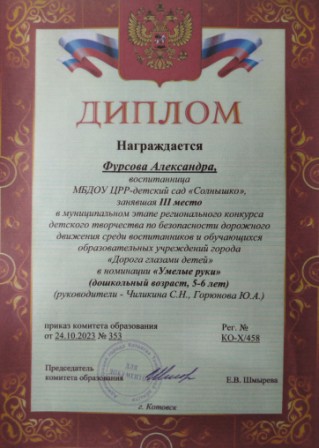 ДИПЛОМ
Награждается
Фурсова Александра,
воспитанница
МБДОУ ЦРР-детский сад «Солнышко»,
занявшая III место
в муниципальном этапе регионального конкурса
детского творчества по безопасности дорожного
движения среди воспитанников и обучающихся
образовательных учреждений города
«Дорога глазами детей»
в номинации «Умелые руки»
(дошкольный возраст, 5-6 лет)
(руководители - Чиликина С.Н., Горюнова Ю.А.)
приказ комитета образования
от 24.10.2023 № 353
Рег. №
КО-Х/458
Председатель
комитета образования
Е.В. Шмырева
г. Котовск